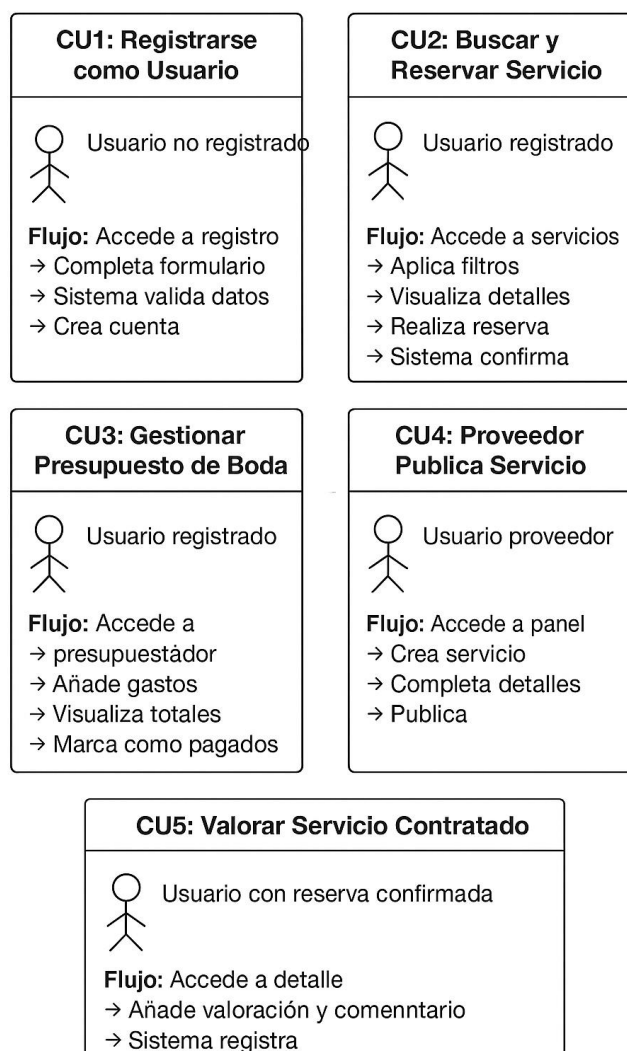 CU1: Registrarse
como Usuario
Usuario no registrado
Flujo: Accede a registro
→ Completa formulario
→ Sistema valida datos
→ Crea cuenta
CU2: Buscar y
Reservar Servicio
Usuario registrado
Flujo: Accede a servicios
→ Aplica filtros
→ Visualiza detalles
→ Realiza reserva
→ Sistema confirma
CU3: Gestionar
Presupuesto de Boda
Usuario registrado
Flujo: Accede a
→ presupuestàdor
→ Añade gastos
→ Visualiza totales
→ Marca como pagados
CU4: Proveedor
Publica Servicio
Usuario proveedor
Flujo: Accede a panel
→ Crea servicio
→ Completa detalles
→ Publica
CU5: Valorar Servicio Contratado
Usuario con reserva confirmada
Flujo: Accede a detalle
→ Añade valoración y comenntario
→ Sistema registra